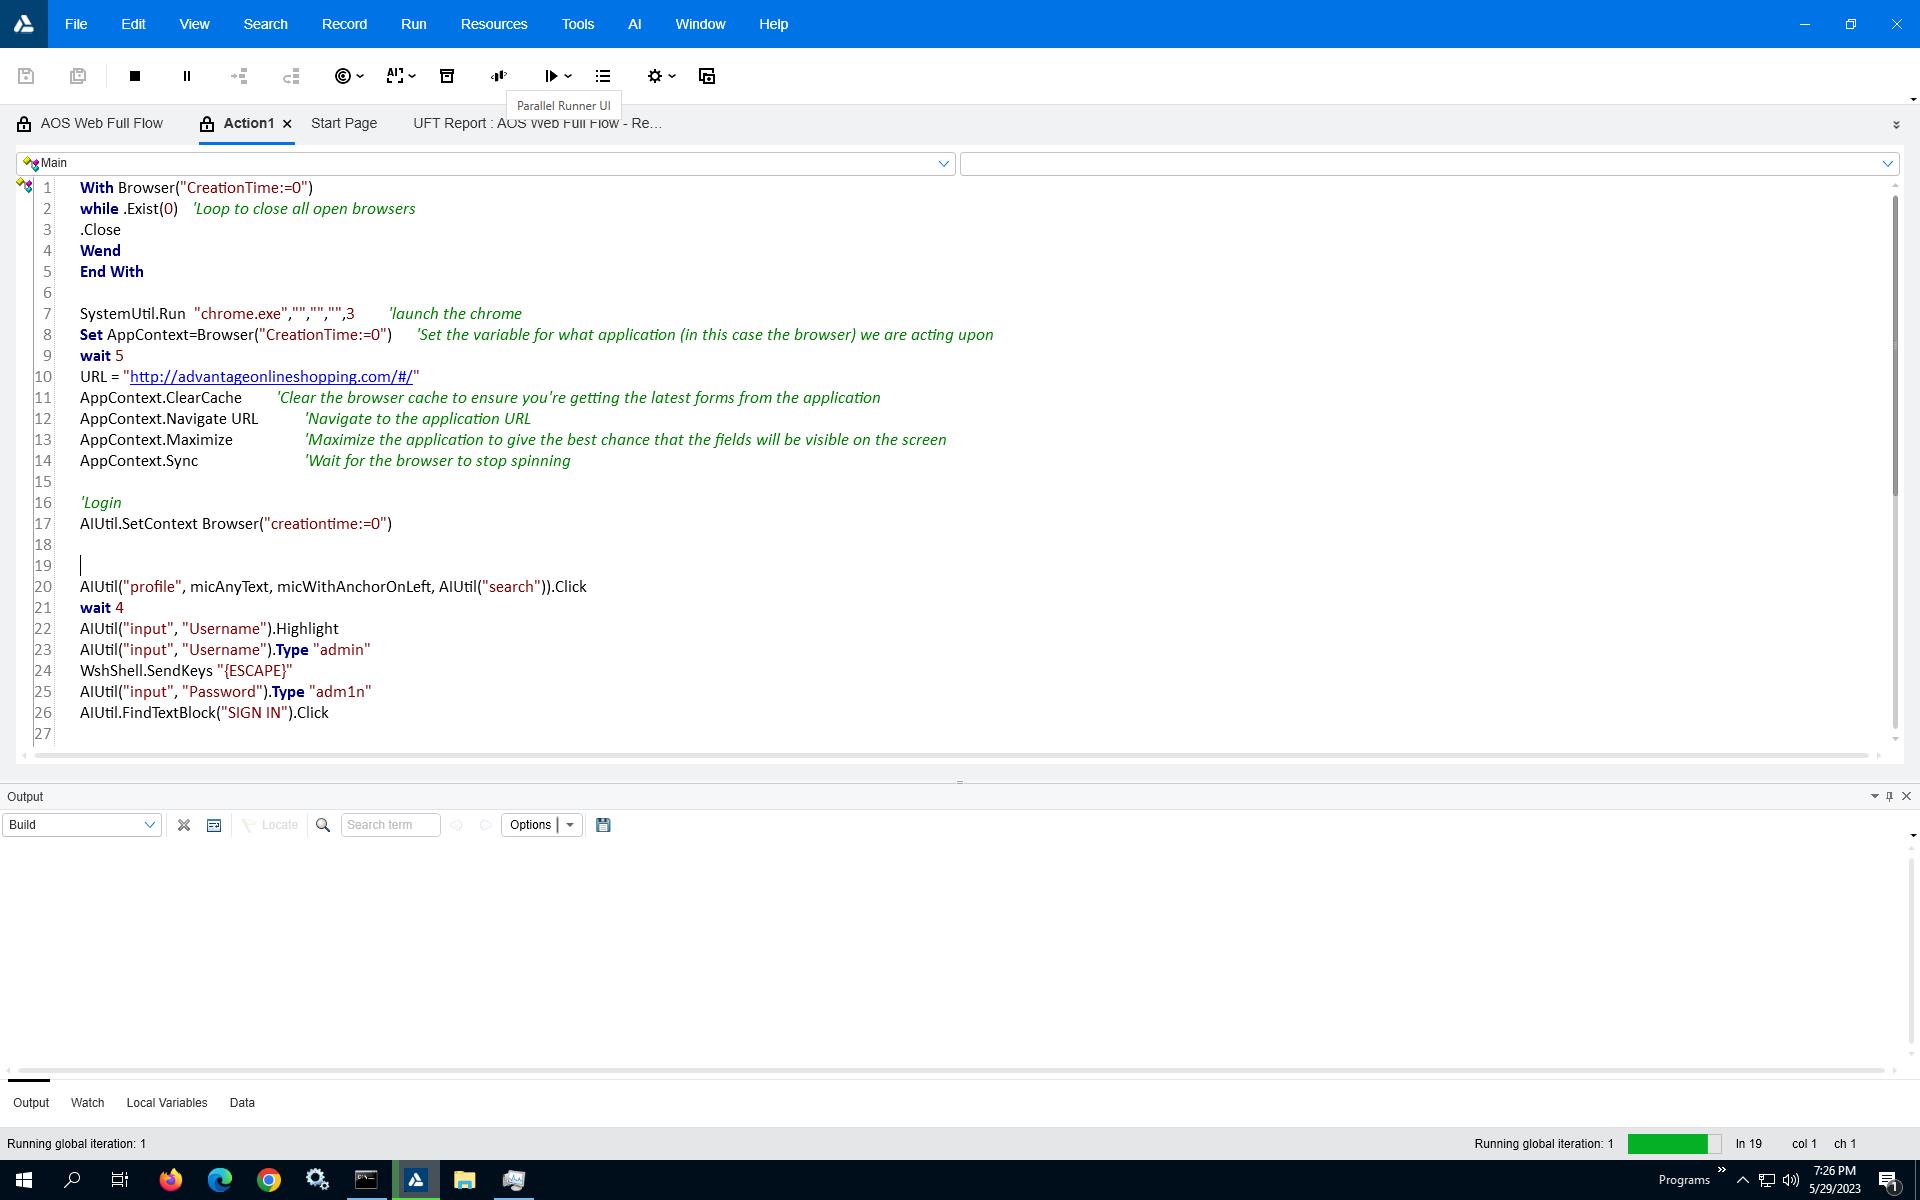 File Edit View Search Record Run Resources Tools AI Window Help
Parallel Runner UI
AOS Web Full Flow Action1 Start Page UFT Report : AOS Web Full Flow - Re...
Main
1 With Browser("CreationTime:=0")
2 while .Exist(0) 'Loop to close all open browsers
3 .Close
4 Wend
5 End With
6
7 SystemUtil.Run "chrome.exe","","","",3 'launch the chrome
8 Set AppContext=Browser("CreationTime:=0") 'Set the variable for what application (in this case the browser) we are acting upon
9 wait 5
10 URL = "http://advantageonlineshopping.com/#/"
11 AppContext.ClearCache 'Clear the browser cache to ensure you're getting the latest forms from the application
12 AppContext.Navigate URL 'Navigate to the application URL
13 AppContext.Maximize 'Maximize the application to give the best chance that the fields will be visible on the screen
14 AppContext.Sync 'Wait for the browser to stop spinning
15
16 'Login
17 AIUtil.SetContext Browser("creationtime:=0")
18
19
20 AIUtil("profile", micAnyText, micWithAnchorOnLeft, AIUtil("search")).Click
21 wait 4
22 AIUtil("input", "Username").Highlight
23 AIUtil("input", "Username").Type "admin"
24 WshShell.SendKeys "{ESCAPE}"
25 AIUtil("input", "Password").Type "adm1n"
26 AIUtil.FindTextBlock("SIGN IN").Click
27
Output
Build Locate Search term Options
Output Watch Local Variables Data
Running global iteration: 1 Running global iteration: 1 ln 19 col 1 ch 1
Programs 7:26 PM
5/29/2023 1